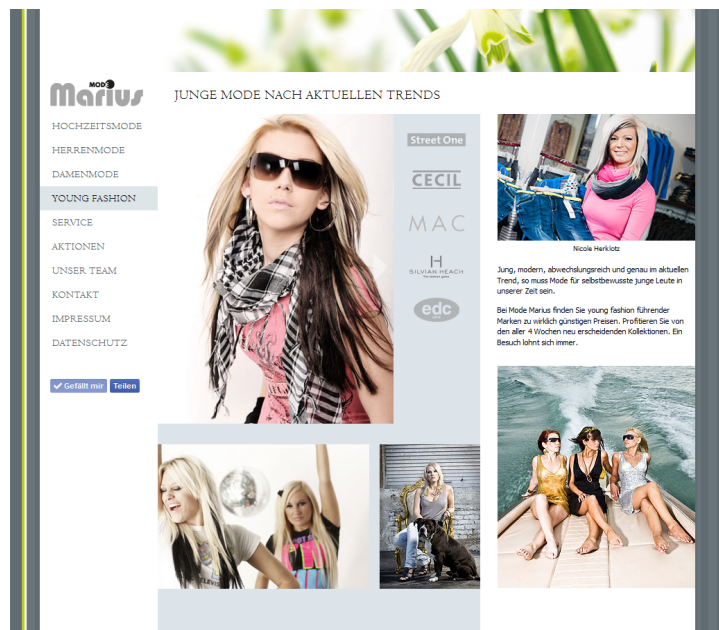 MODE
Marius
HOCHZEITSMODE
HERRENMODE
DAMENMODE
YOUNG FASHION
SERVICE
AKTIONEN
UNSER TEAM
KONTAKT
IMPRESSUM
DATENSCHUTZ
Gefällt mir
Teilen
JUNGE MODE NACH AKTUELLEN TRENDS
Street One
CECIL
MAC
SILVIAN HEACH
edc
Nicole Herklotz
Jung, modern, abwechslungsreich und genau im aktuellen
Trend, so muss Mode für selbstbewusste junge Leute in
unserer Zeit sein.
Bei Mode Marius finden Sie young fashion führender
Marken zu wirklich günstigen Preisen. Profitieren Sie von
den aller 4 Wochen neu erscheidenden Kollektionen. Ein
Besuch lohnt sich immer.